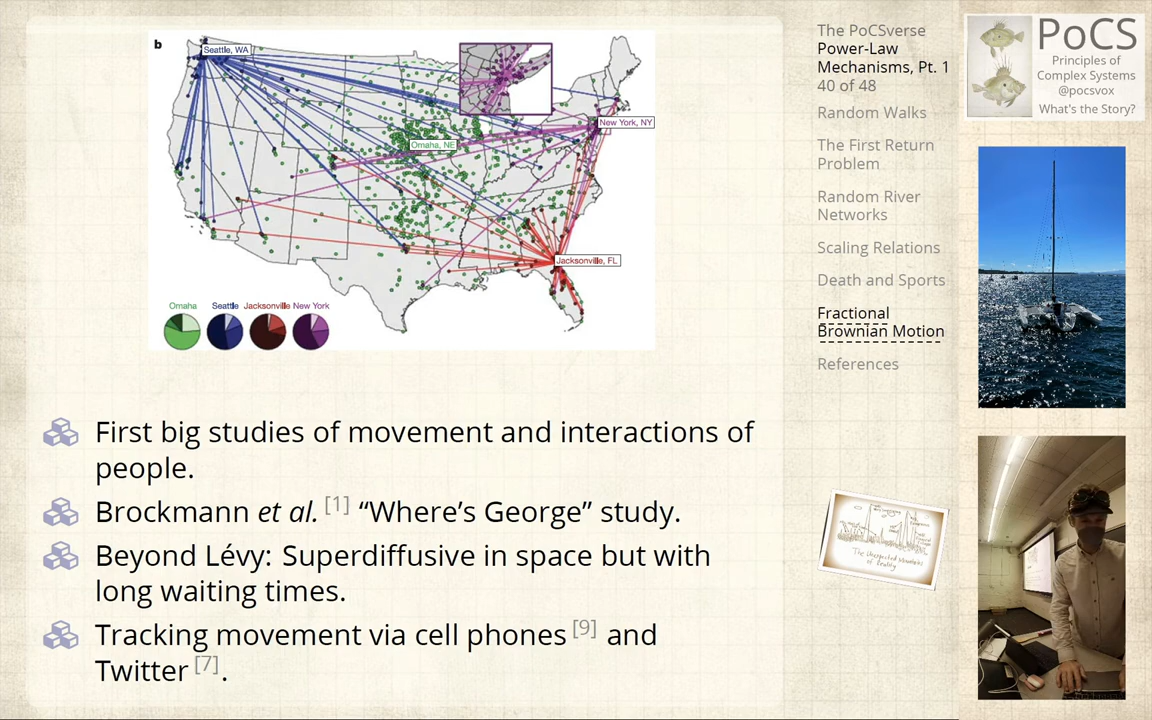 b
Seattle, WA
New York, NY
Omaha, NE
Jacksonville, FL
Omaha Seattle Jacksonville New York
First big studies of movement and interactions of
people.
Brockmann et al. [1] “Where’s George” study.
Beyond Lévy: Superdiffusive in space but with
long waiting times.
Tracking movement via cell phones [9] and
Twitter [7].
The PoCSverse
Power-Law
Mechanisms, Pt. 1
40 of 48
Random Walks
The First Return
Problem
Random River
Networks
Scaling Relations
Death and Sports
Fractional
Brownian Motion
References
The Unexpected
of Reality
PoCS
Principles of
Complex Systems
@pocsvox
What's the Story?